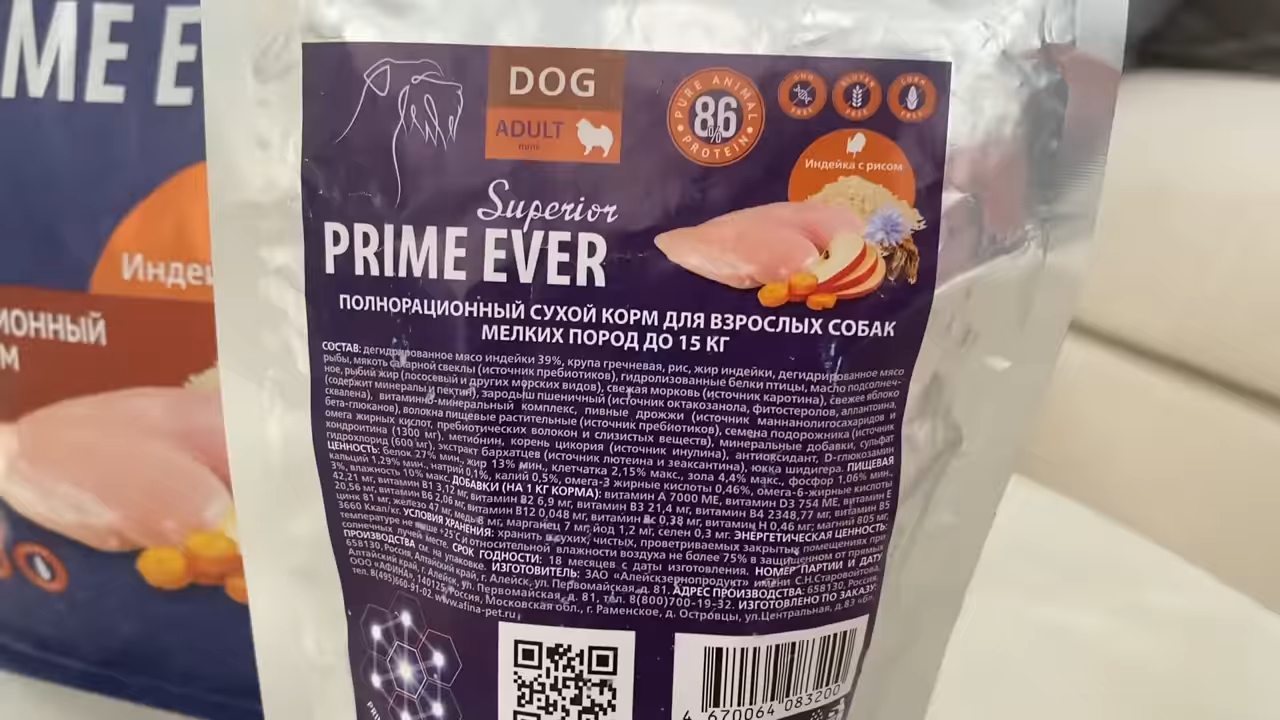 ME E
Индей
ИОННЫЙ
М
DOG
ADULT
mini
PURE ANIMAL
86%
PROTEIN
GMO FREE
GLUTEN FREE
CORN FREE
Индейка с рисом
Superior
PRIME EVER
ПОЛНОРАЦИОННЫЙ СУХОЙ КОРМ ДЛЯ ВЗРОСЛЫХ СОБАК
МЕЛКИХ ПОРОД ДО 15 КГ
СОСТАВ: дегидрированное мясо индейки 39%, крупа гречневая, рис, жир индейки, дегидрированное мясо
рыбы, мякоть сахарной свеклы (источник пребиотиков), гидролизованные белки птицы, масло подсолнеч-
ное, рыбий жир (лососевый и других морских видов), свежая морковь (источник каротина), свежее яблоко
(содержит минералы и пектин), зародыш пшеничный (источник октаказанола, фитостеролов, аллантоина,
сквалена), витаминно-минеральный комплекс, пивные дрожжи (источник маннанолигосахаридов и
бета-глюканов), волокна пищевые растительные (источник пребиотиков), семена подорожника (источник
омега жирных кислот, пребиотических волокон и слизистых веществ), минеральные добавки, сульфат
хондроитина (1300 мг), метионин, корень цикория (источник инулина), антиоксидант, D-глюкозамин
гидрохлорид (600 мг), экстракт бархатцев (источник лютеина и зеаксантина), юкка шидигера. ПИЩЕВАЯ
ЦЕННОСТЬ: белок 27% мин., жир 13% мин., клетчатка 2,15% макс., зола 4,4% макс., фосфор 1,06% мин.,
кальций 1,29% мин., натрий 0,1%, калий 0,5%, омега-3 жирные кислоты 0,46%, омега-6-жирные кислоты
3%, влажность 10% макс. ДОБАВКИ (НА 1 КГ КОРМА): витамин А 7000 МЕ, витамин D3 754 МЕ, витамин Е
42,21 мг, витамин В1 3,12 мг, витамин В2 6,9 мг, витамин В3 21,4 мг, витамин В4 2348,77 мг, витамин В5
20,56 мг, витамин В6 2,06 мг, витамин В12 0,048 мг, витамин Вс 0,38 мг, витамин Н 0,46 мг; магний 805 мг,
цинк 81 мг, железо 47 мг, медь 8 мг, марганец 7 мг, йод 1,2 мг, селен 0,3 мг. ЭНЕРГЕТИЧЕСКАЯ ЦЕННОСТЬ:
3660 Ккал/кг. УСЛОВИЯ ХРАНЕНИЯ: хранить в сухих, чистых, проветриваемых закрытых помещениях при
температуре не выше +25°С и относительной влажности воздуха не более 75% в защищенном от прямых
солнечных лучей месте. СРОК ГОДНОСТИ: 18 месяцев с даты изготовления. НОМЕР ПАРТИИ И ДАТУ
ПРОИЗВОДСТВА см. на упаковке. ИЗГОТОВИТЕЛЬ: ЗАО «Алейскзернопродукт» имени С.Н.Старовойтова,
658130, Россия, Алтайский край, г. Алейск, ул. Первомайская, д. 81. АДРЕС ПРОИЗВОДСТВА: 658130, Россия,
Алтайский край, г. Алейск, ул. Первомайская, д. 81, тел. 8(800)700-19-32. ИЗГОТОВЛЕНО ПО ЗАКАЗУ:
ООО «АФИНА», 140125, Россия, Московская обл., г. Раменское, д. Островцы, ул.Центральная, д.83 «б»,
тел. 8(495)660-91-02. www.afina-pet.ru
4 670064 083200